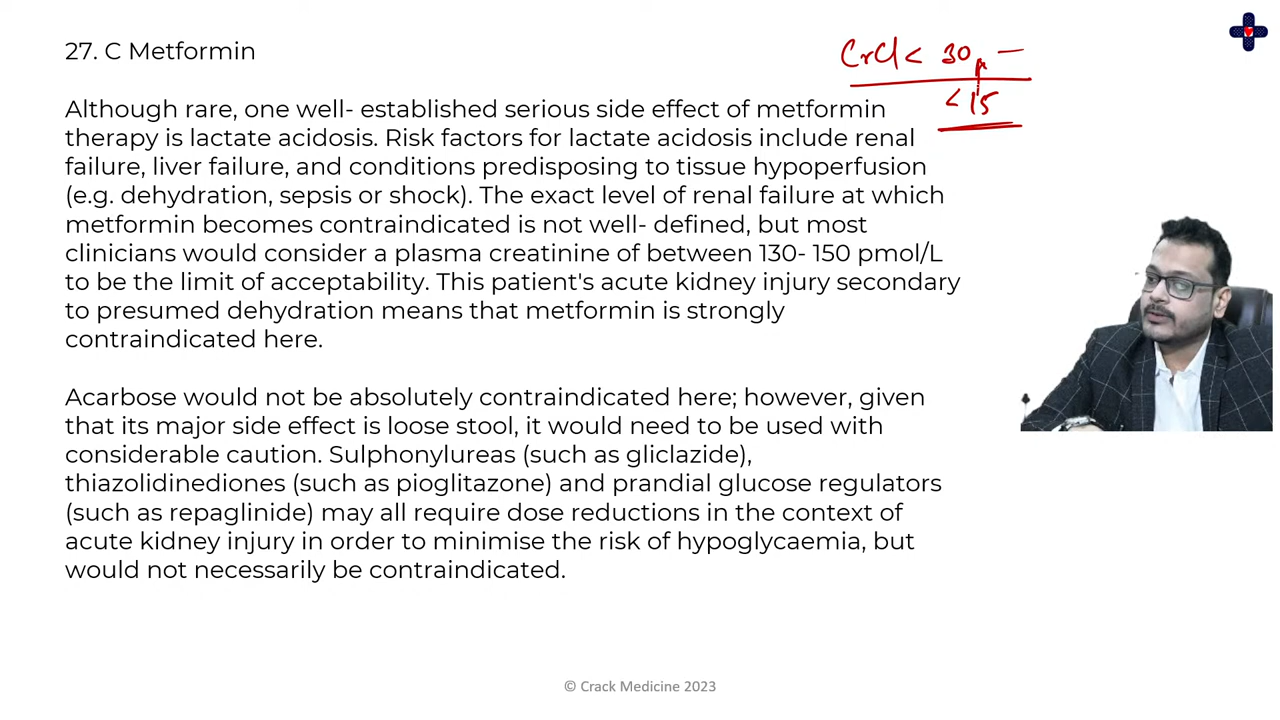 27. C Metformin
CrCl < 30
< 15
Although rare, one well- established serious side effect of metformin
therapy is lactate acidosis. Risk factors for lactate acidosis include renal
failure, liver failure, and conditions predisposing to tissue hypoperfusion
(e.g. dehydration, sepsis or shock). The exact level of renal failure at which
metformin becomes contraindicated is not well- defined, but most
clinicians would consider a plasma creatinine of between 130- 150 pmol/L
to be the limit of acceptability. This patient's acute kidney injury secondary
to presumed dehydration means that metformin is strongly
contraindicated here.
Acarbose would not be absolutely contraindicated here; however, given
that its major side effect is loose stool, it would need to be used with
considerable caution. Sulphonylureas (such as gliclazide),
thiazolidinediones (such as pioglitazone) and prandial glucose regulators
(such as repaglinide) may all require dose reductions in the context of
acute kidney injury in order to minimise the risk of hypoglycaemia, but
would not necessarily be contraindicated.
© Crack Medicine 2023